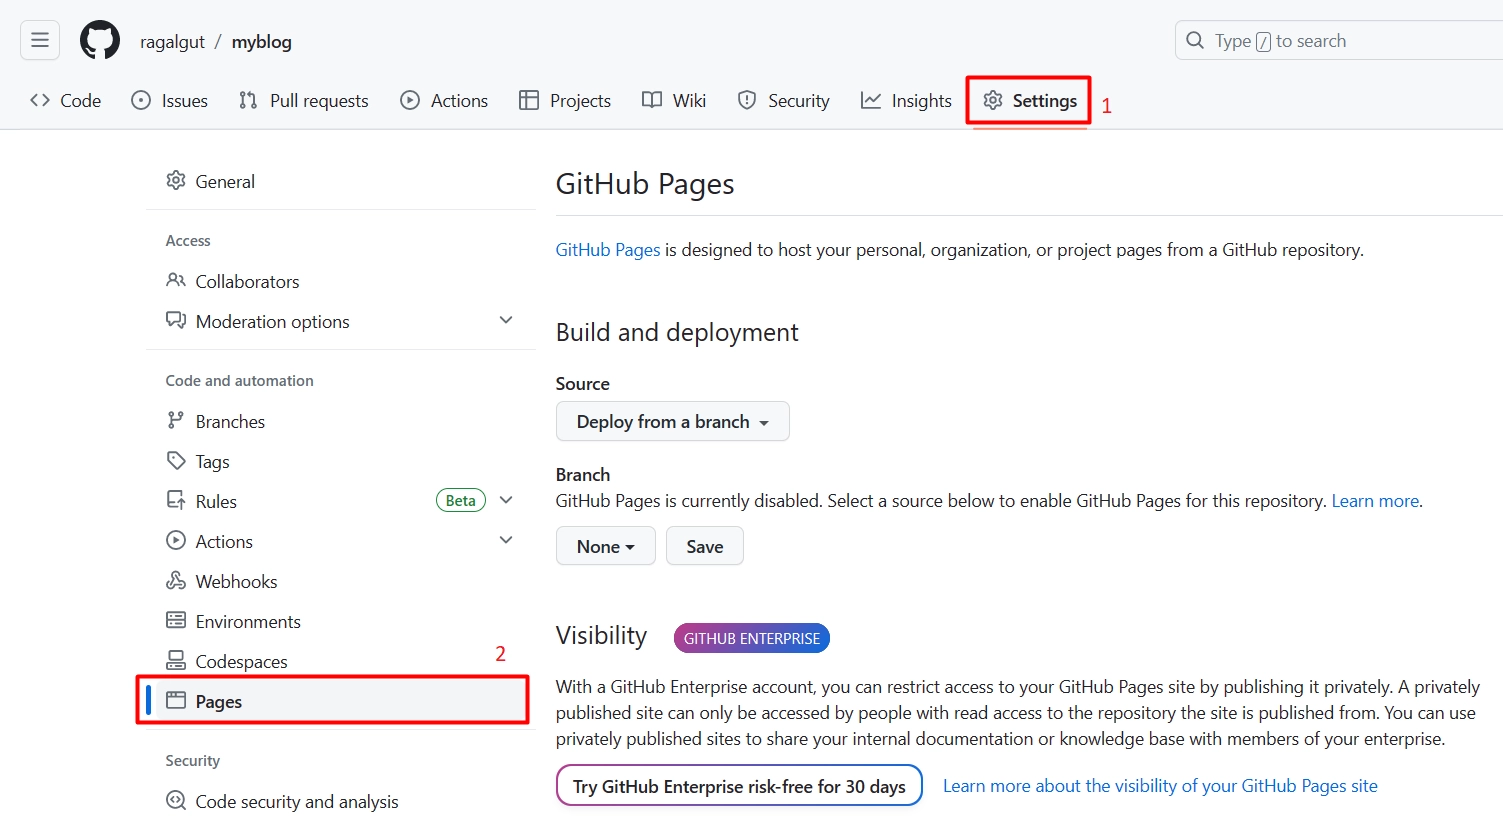 ragalgut / myblog
Type / to search
Code Issues Pull requests Actions Projects Wiki Security Insights Settings 1
General
Access
Collaborators
Moderation options
Code and automation
Branches
Tags
Rules Beta
Actions
Webhooks
Environments
Codespaces
2
Pages
Security
Code security and analysis
GitHub Pages
GitHub Pages is designed to host your personal, organization, or project pages from a GitHub repository.
Build and deployment
Source
Deploy from a branch
Branch
GitHub Pages is currently disabled. Select a source below to enable GitHub Pages for this repository. Learn more.
None Save
Visibility GITHUB ENTERPRISE
With a GitHub Enterprise account, you can restrict access to your GitHub Pages site by publishing it privately. A privately
published site can only be accessed by people with read access to the repository the site is published from. You can use
privately published sites to share your internal documentation or knowledge base with members of your enterprise.
Try GitHub Enterprise risk-free for 30 days Learn more about the visibility of your GitHub Pages site